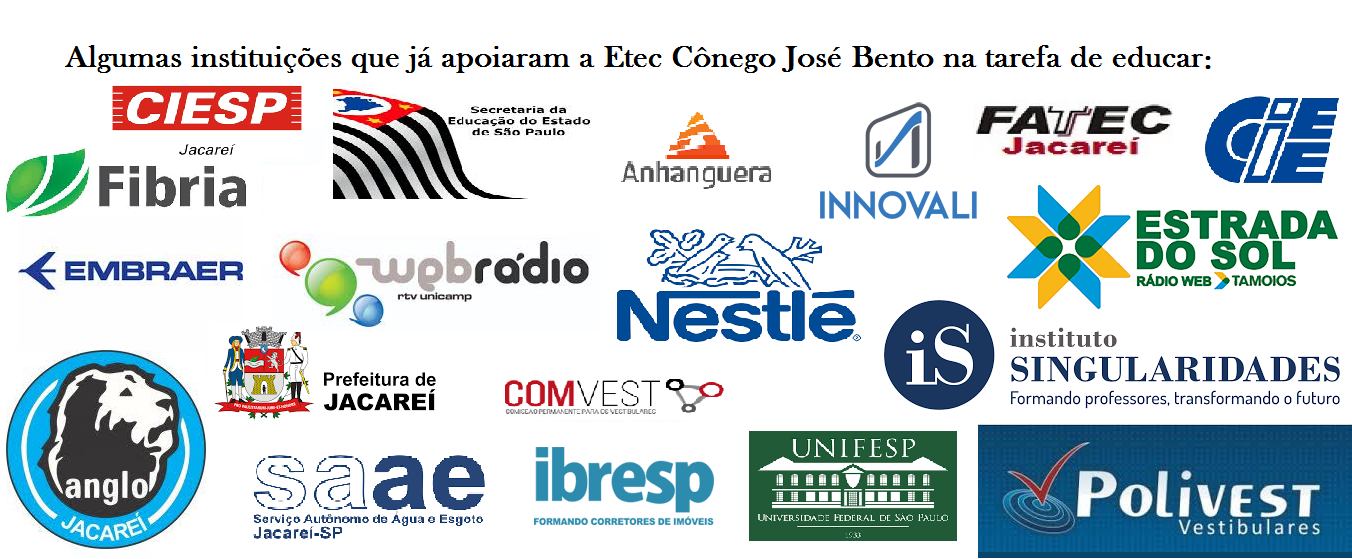 Algumas instituições que já apoiaram a Etec Cônego José Bento na tarefa de educar:
CIESP
Jacareí
Fibria
Secretaria da
Educação do Estado
de São Paulo
Anhanguera
INNOVALI
FATEC
Jacareí
CIEE
EMBRAER
webrádio
rtv unicamp
Nestlé
ESTRADA
DO SOL
RÁDIO WEB TAMOIOS
anglo
JACAREÍ
Prefeitura de
JACAREÍ
COMVEST
COMISSÃO PERMANENTE PARA OS VESTIBULARES
iS
instituto
SINGULARIDADES
Formando professores, transformando o futuro
saae
Serviço Autônomo de Água e Esgoto
Jacareí-SP
ibresp
FORMANDO CORRETORES DE IMÓVEIS
UNIFESP
UNIVERSIDADE FEDERAL DE SÃO PAULO
1933
POLIVEST
Vestibulares